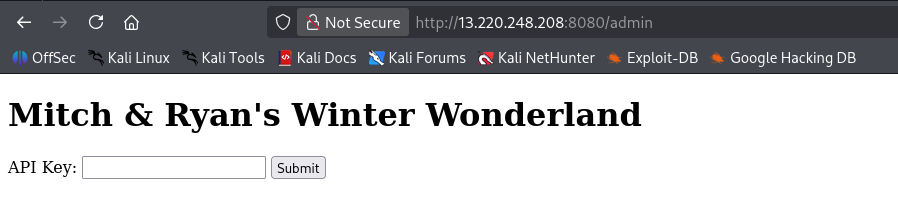 Not Secure http://13.220.248.208:8080/admin
OffSec Kali Linux Kali Tools Kali Docs Kali Forums Kali NetHunter Exploit-DB Google Hacking DB
Mitch & Ryan's Winter Wonderland
API Key: Submit